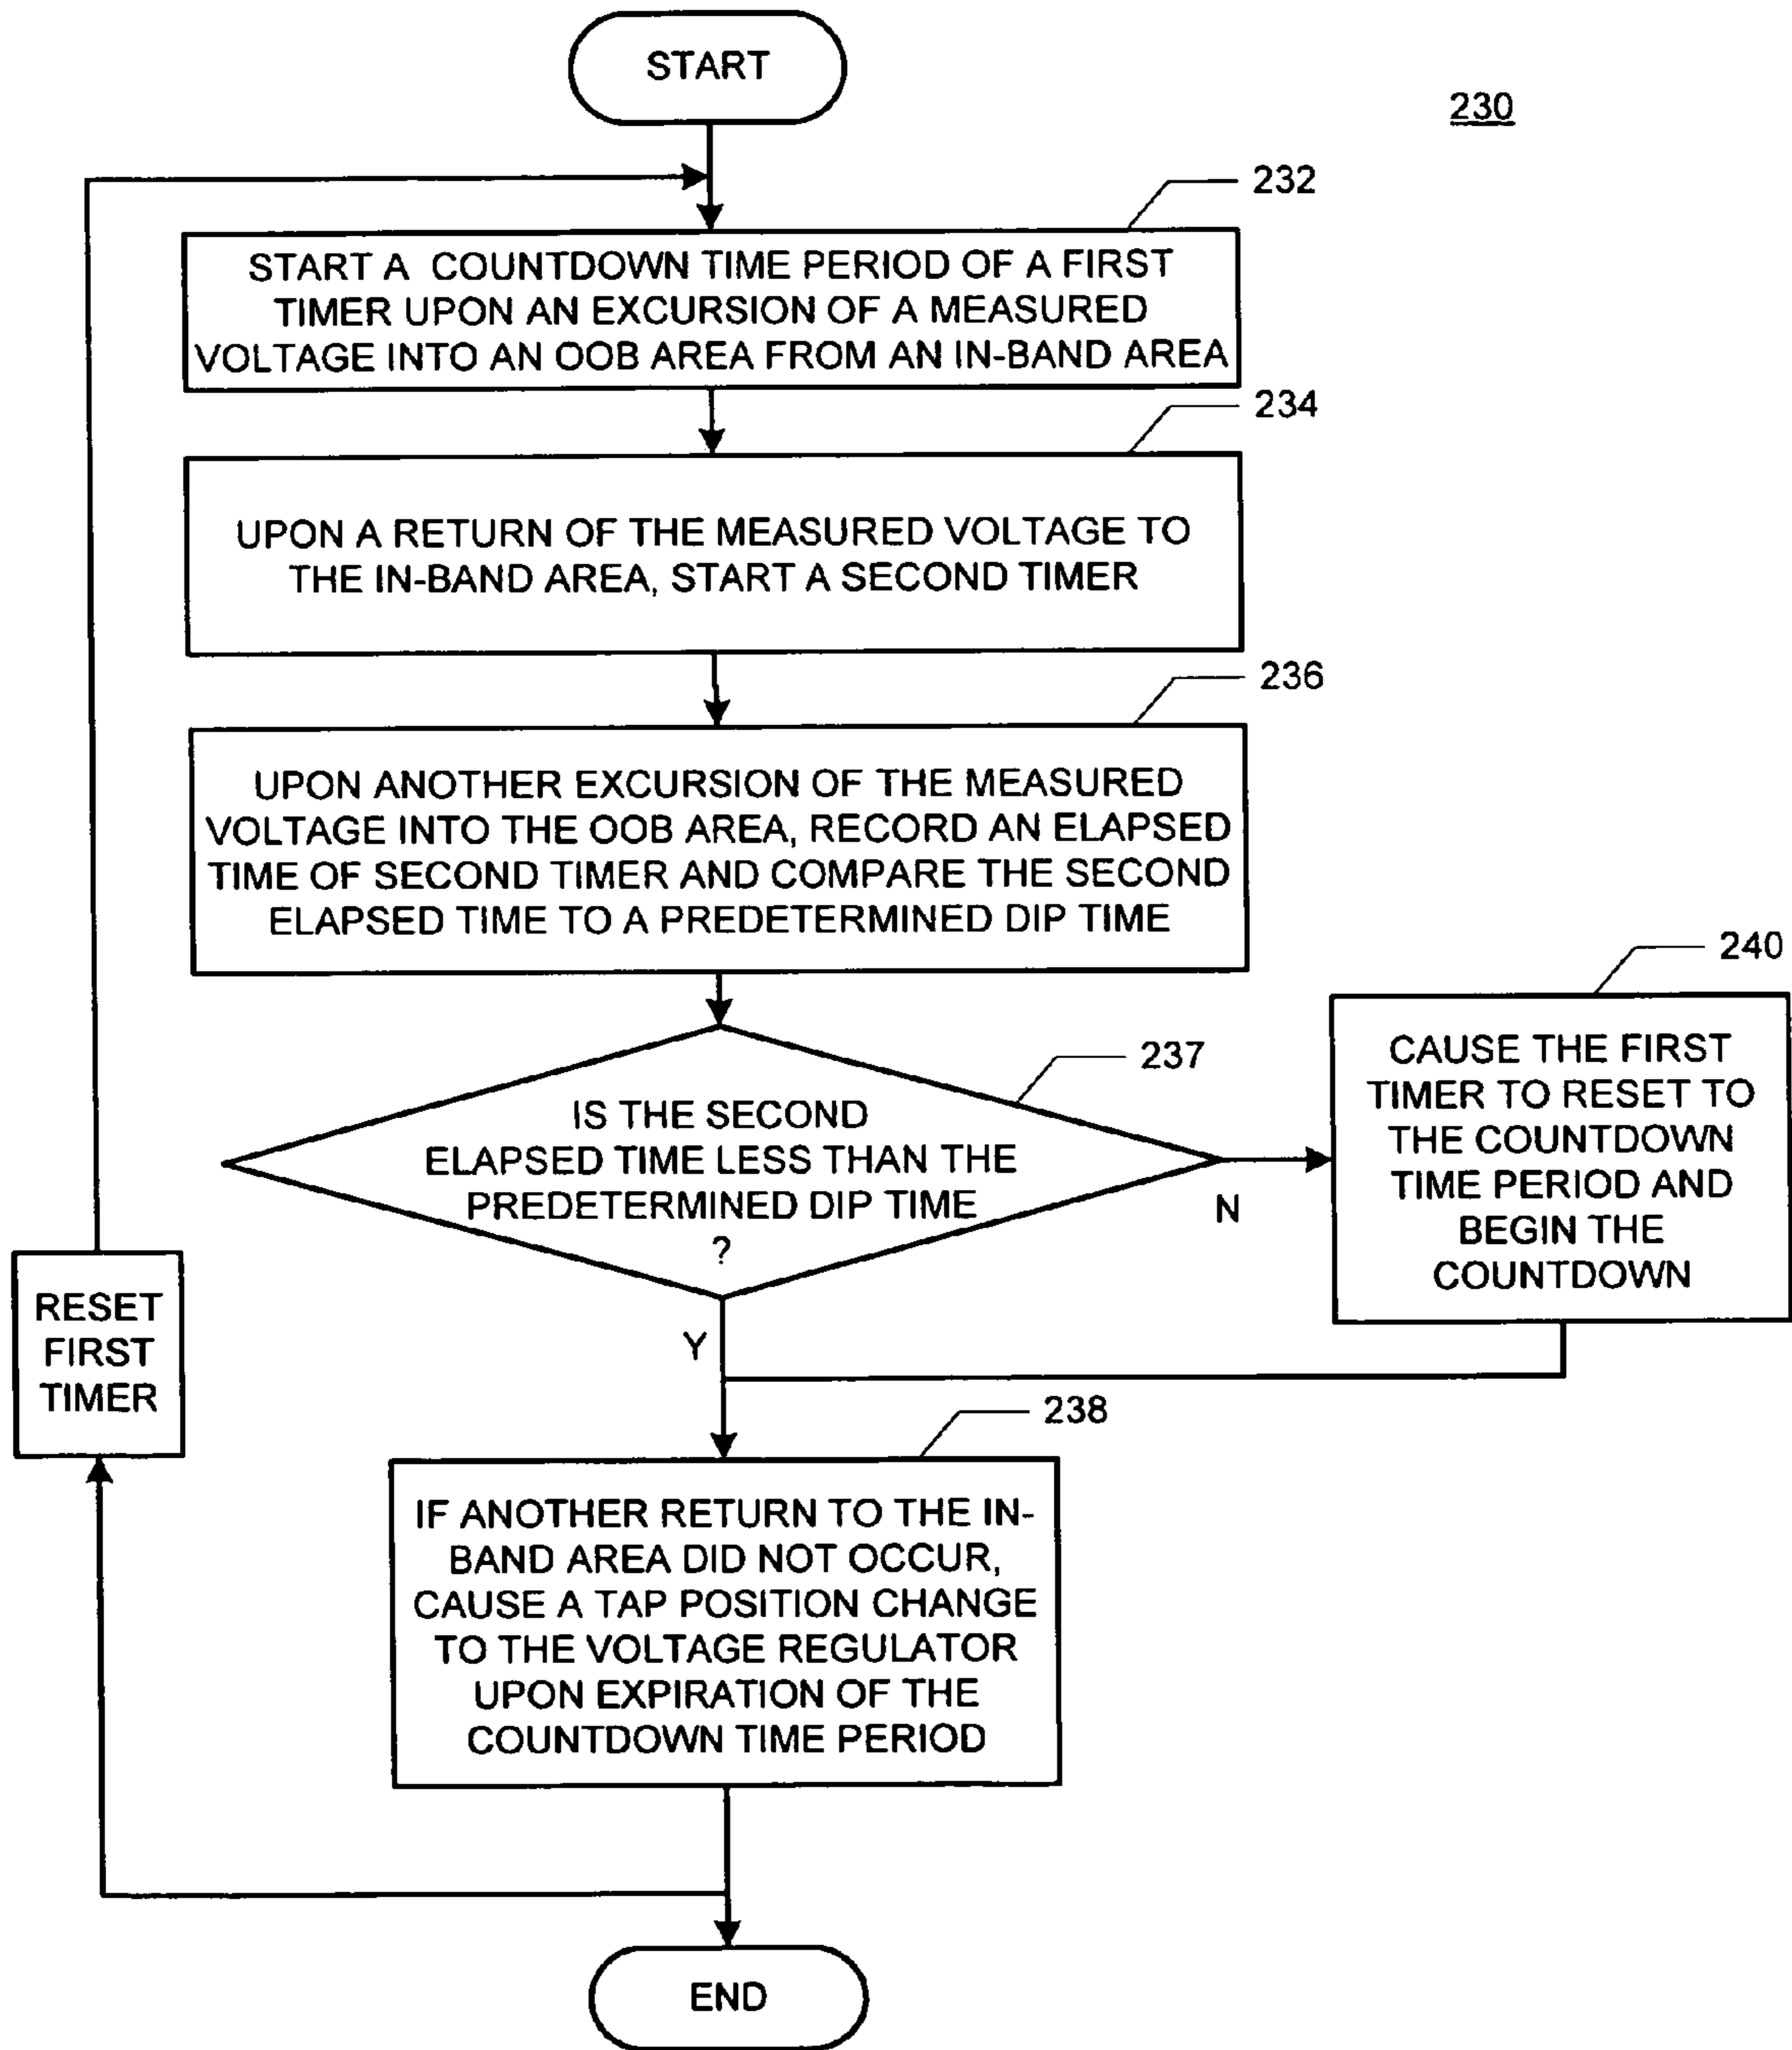 START
230
232
START A COUNTDOWN TIME PERIOD OF A FIRST
TIMER UPON AN EXCURSION OF A MEASURED
VOLTAGE INTO AN OOB AREA FROM AN IN-BAND AREA
234
UPON A RETURN OF THE MEASURED VOLTAGE TO
THE IN-BAND AREA, START A SECOND TIMER
236
UPON ANOTHER EXCURSION OF THE MEASURED
VOLTAGE INTO THE OOB AREA, RECORD AN ELAPSED
TIME OF SECOND TIMER AND COMPARE THE SECOND
ELAPSED TIME TO A PREDETERMINED DIP TIME
237
IS THE SECOND
ELAPSED TIME LESS THAN THE
PREDETERMINED DIP TIME
?
N
Y
240
CAUSE THE FIRST
TIMER TO RESET TO
THE COUNTDOWN
TIME PERIOD AND
BEGIN THE
COUNTDOWN
RESET
FIRST
TIMER
238
IF ANOTHER RETURN TO THE IN-
BAND AREA DID NOT OCCUR,
CAUSE A TAP POSITION CHANGE
TO THE VOLTAGE REGULATOR
UPON EXPIRATION OF THE
COUNTDOWN TIME PERIOD
END